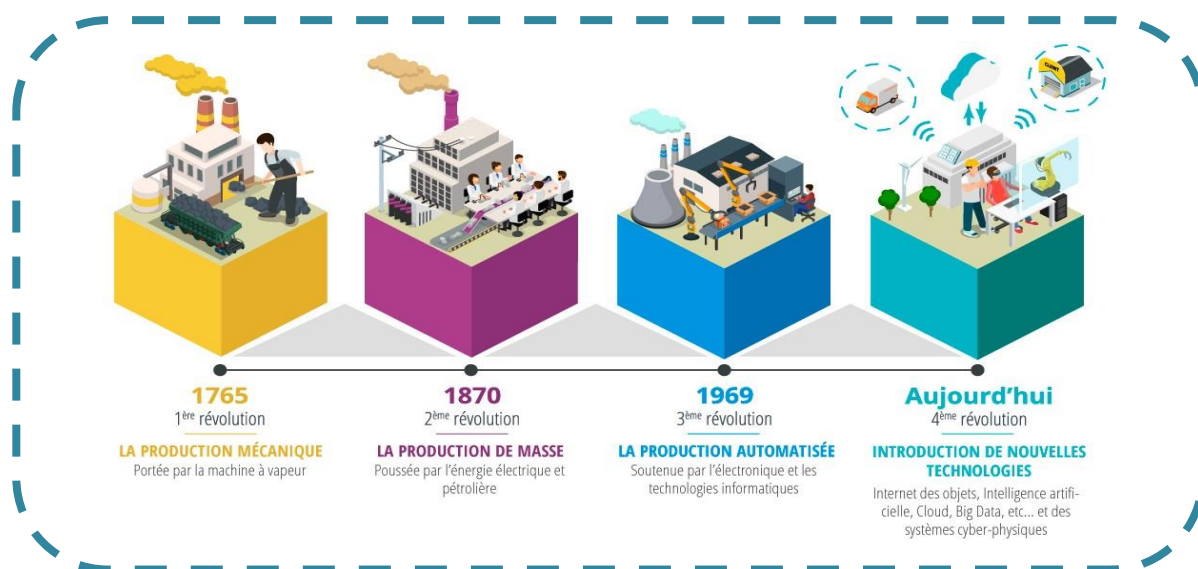 CLIENT
1765
1ère révolution
LA PRODUCTION MÉCANIQUE
Portée par la machine à vapeur
1870
2ème révolution
LA PRODUCTION DE MASSE
Poussée par l’énergie électrique et
pétrolière
1969
3ème révolution
LA PRODUCTION AUTOMATISÉE
Soutenue par l’électronique et les
technologies informatiques
Aujourd’hui
4ème révolution
INTRODUCTION DE NOUVELLES
TECHNOLOGIES
Internet des objets, Intelligence artifi-
cielle, Cloud, Big Data, etc... et des
systèmes cyber-physiques